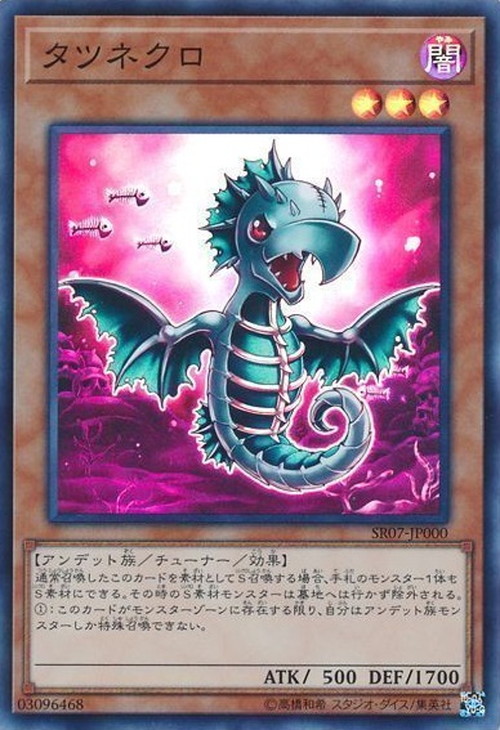 タツネクロ
闇
やみ
SR07-JP000
【アンデット族/チューナー/効果】
通常召喚したこのカードを素材としてS召喚する場合、手札のモンスター1体も
S素材にできる。その時のS素材モンスターは墓地へは行かず除外される。
①:このカードがモンスターゾーンに存在する限り、自分はアンデット族モン
スターしか特殊召喚できない。
ATK/ 500 DEF/1700
03096468
©高橋和希 スタジオ・ダイス/集英社